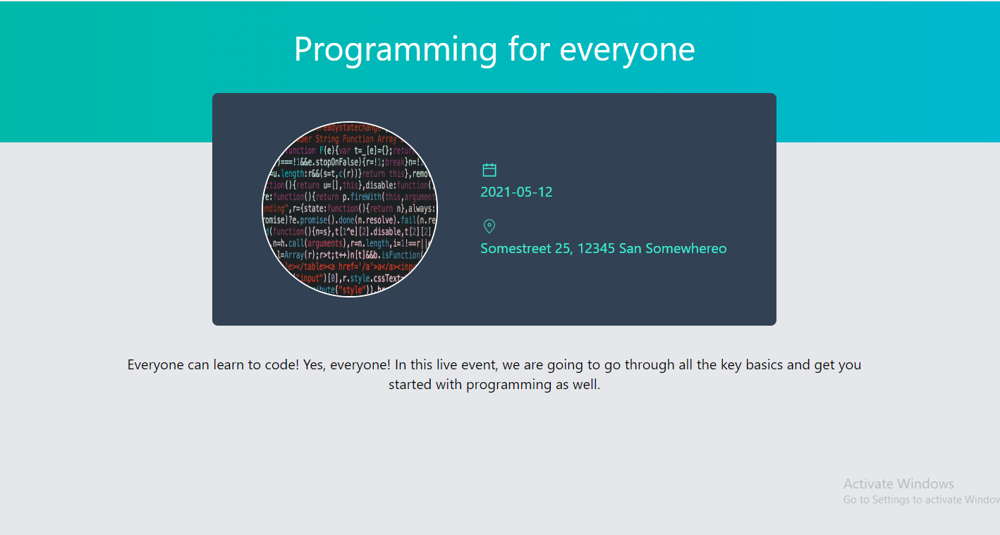 Programming for everyone
readystatechange
String Function Array
function F(e){var t=_[e]={};return
)===!1&&e.stopOnFalse){r=!1;break}n=!1
=u.length:r&&(s=t,c(r))}return this},remo
ction(){return u=[],this},disable:function()
e:function(){return p.fireWith(this,argument
ending",r={state:function(){return n},always:
omise)?e.promise().done(n.resolve).fail(n.re
d(function(){n=s},t[1^e][2].disable,t[2][2]
.n=h.call(arguments),r=n.length,i=1!==r||e
l=Array(r);r>t;t++)n[t]&&b.isFunction(
le></table><a href='/a'>a</a><inpu
"input")[0],r.style.cssText=
ibute("style")).hr
2021-05-12
Somestreet 25, 12345 San Somewhereo
Everyone can learn to code! Yes, everyone! In this live event, we are going to go through all the key basics and get you
started with programming as well.
Activate Windows
Go to Settings to activate Window